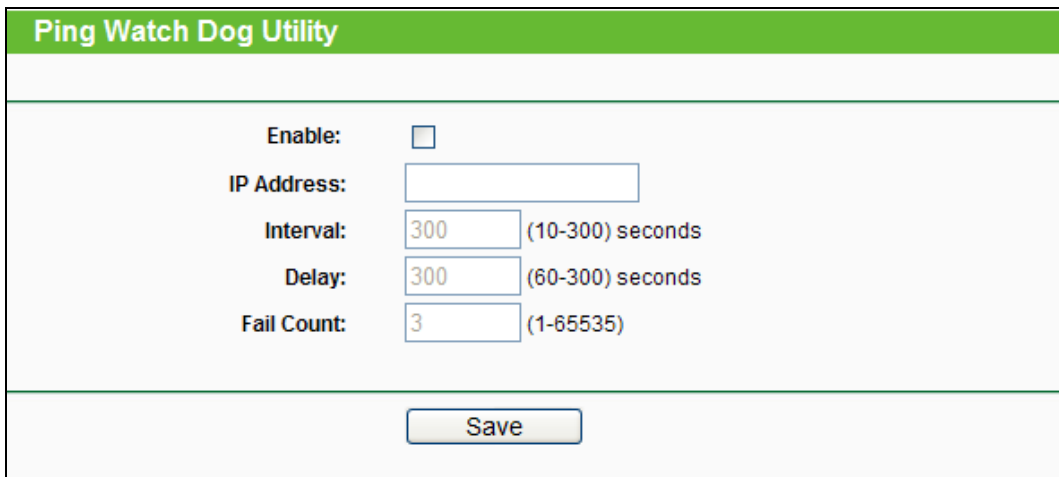 Ping Watch Dog Utility
Enable:
IP Address:
Interval: 300 (10-300) seconds
Delay: 300 (60-300) seconds
Fail Count: 3 (1-65535)
Save